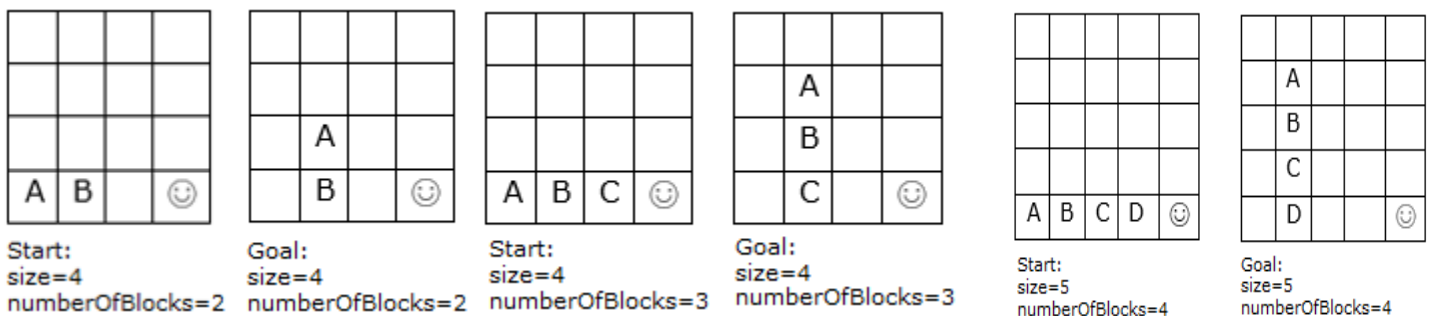 A B
Start:
size=4
numberOfBlocks=2
A
B
Goal:
size=4
numberOfBlocks=2
A B C
Start:
size=4
numberOfBlocks=3
A
B
C
Goal:
size=4
numberOfBlocks=3
A B C D
Start:
size=5
numberOfBlocks=4
A
B
C
D
Goal:
size=5
numberOfBlocks=4